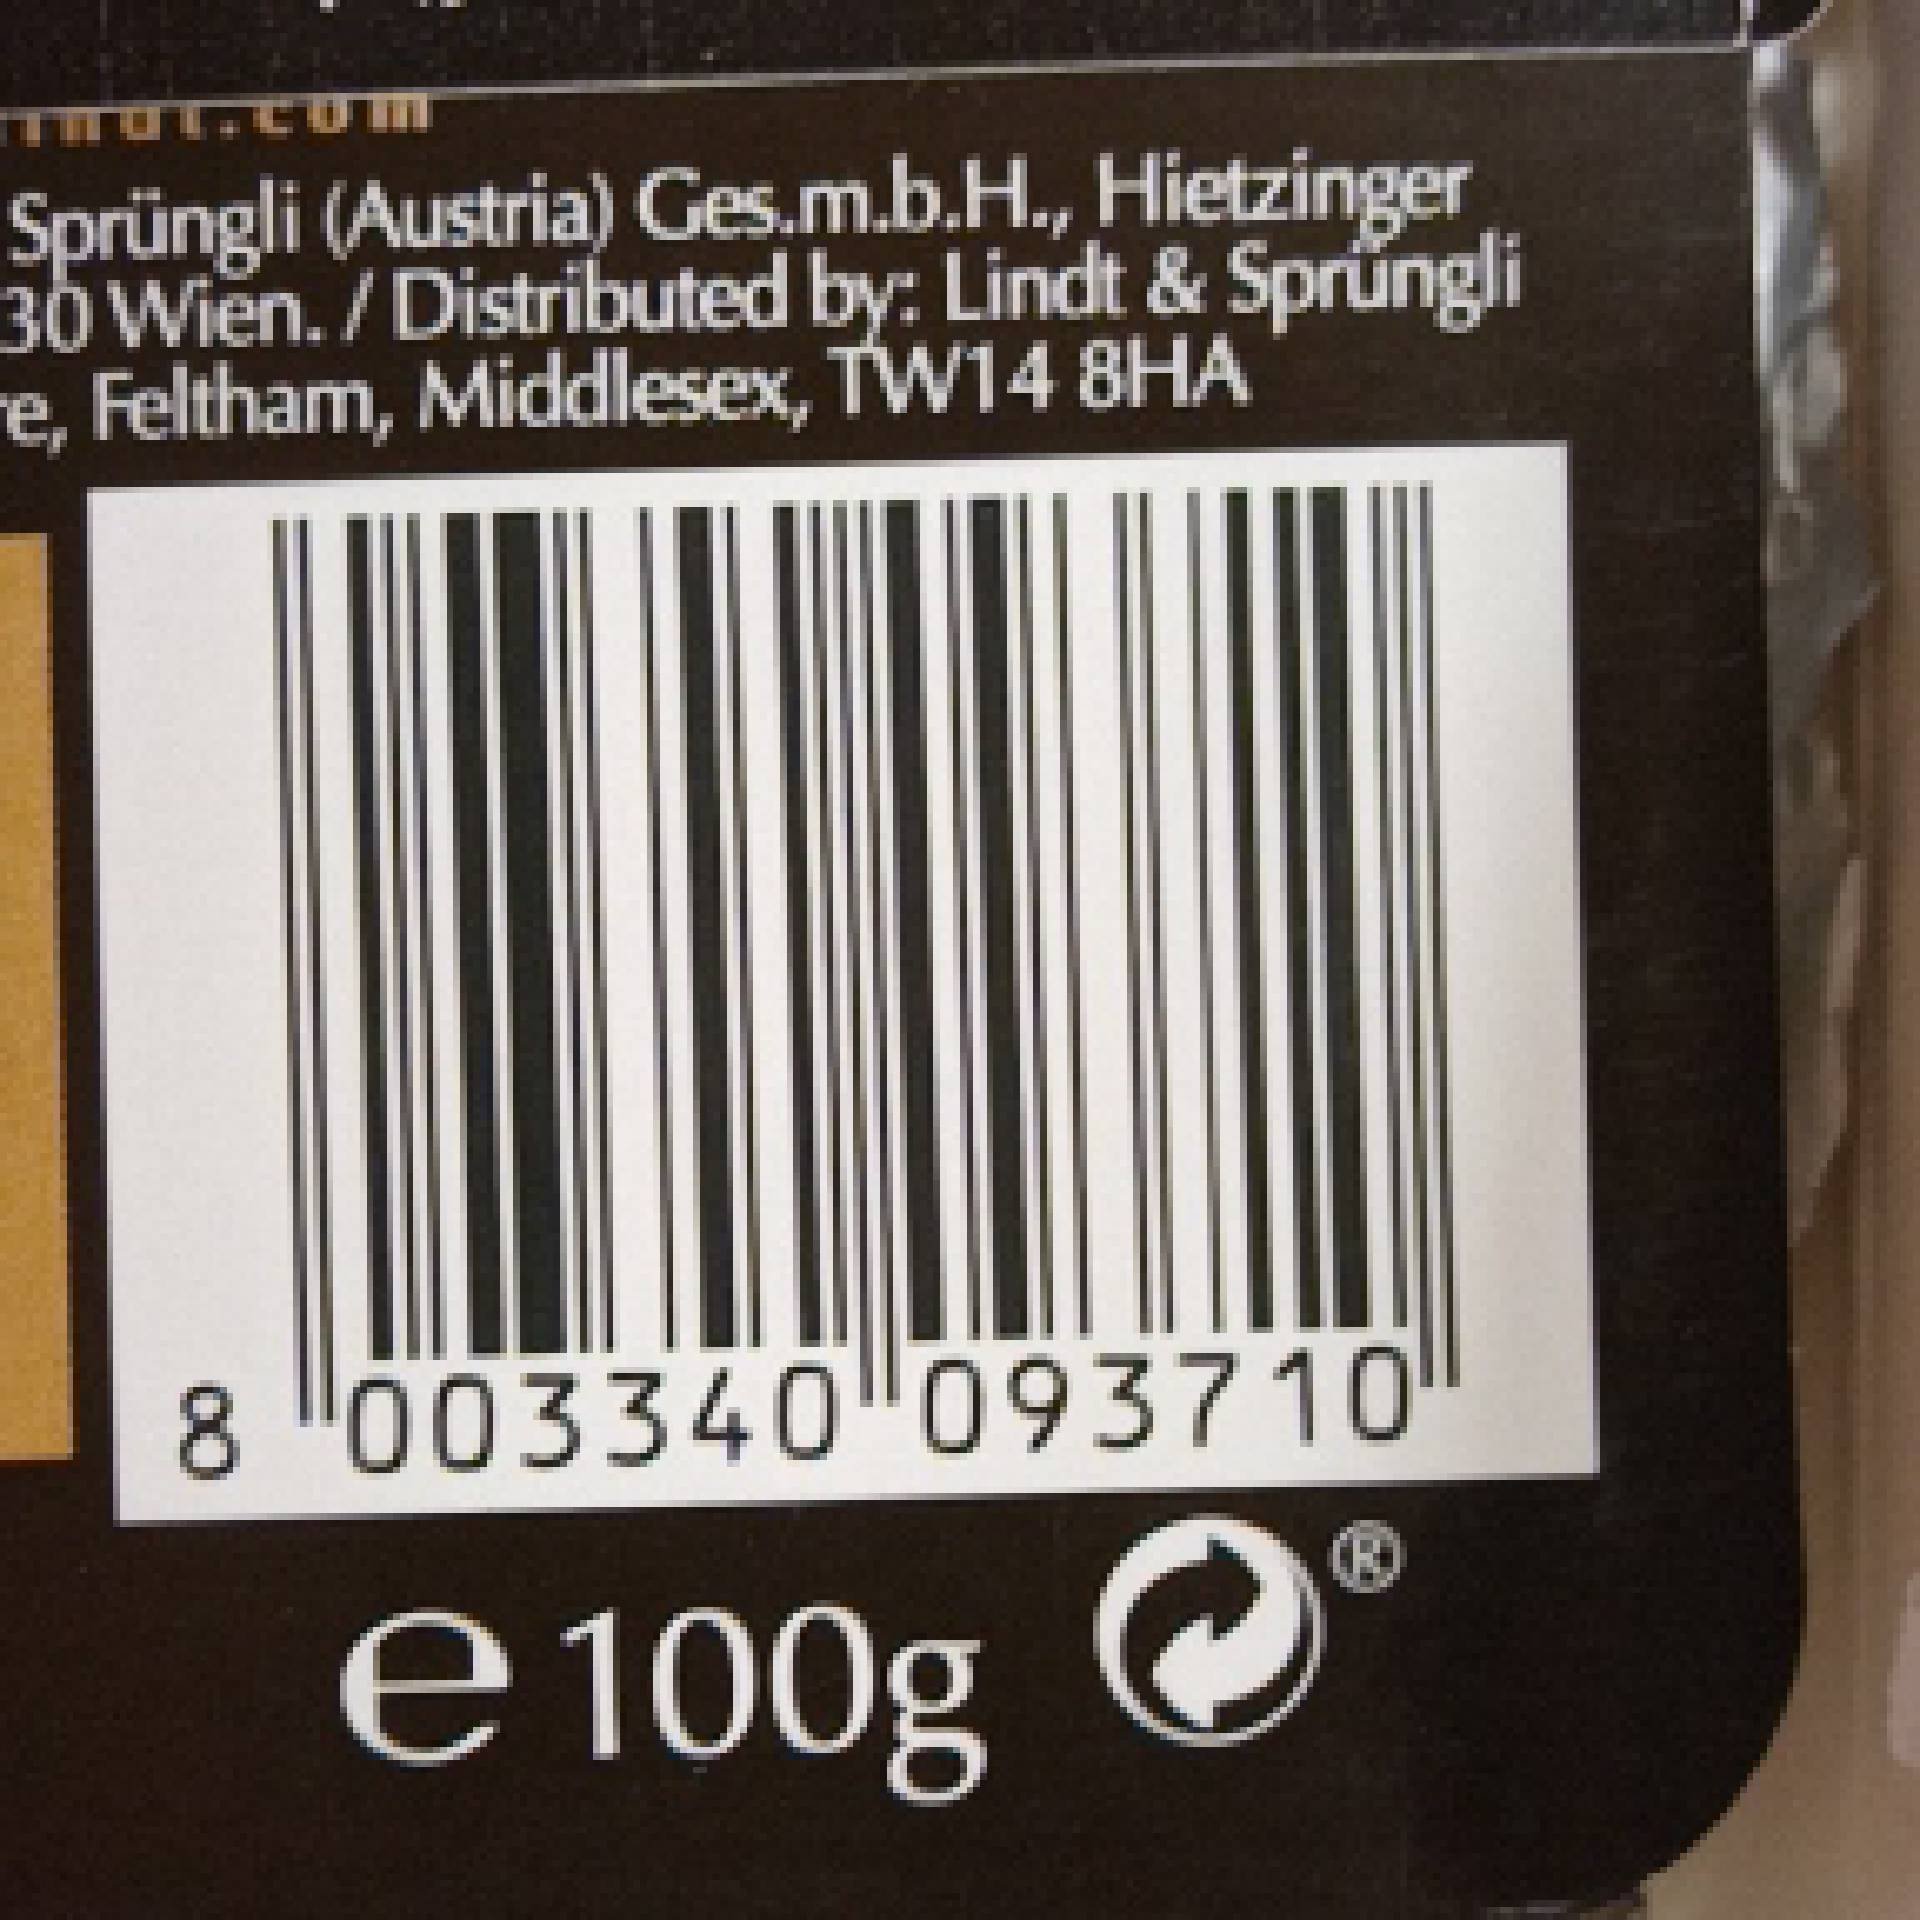 Sprüngli (Austria) Ges.m.b.H., Hietzinger
30 Wien. / Distributed by: Lindt & Sprüngli
re, Feltham, Middlesex, TW14 8HA
8 003340 093710
e 100g ®